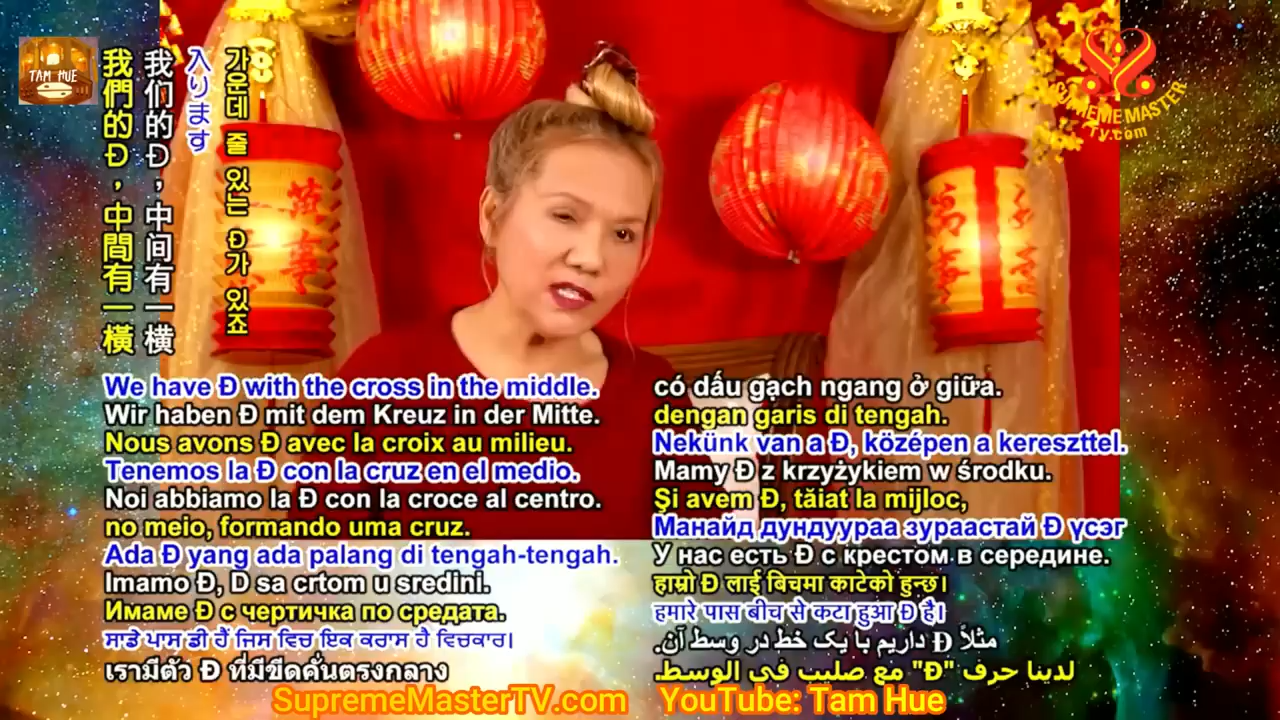 TAM HUE
我們的Đ，中間有一橫
我们的Đ，中间有一横
入ります
가운데 줄 있는 Đ가 있죠
SUPREME MASTER
TV.com
We have Đ with the cross in the middle.
Wir haben Đ mit dem Kreuz in der Mitte.
Nous avons Đ avec la croix au milieu.
Tenemos la Đ con la cruz en el medio.
Noi abbiamo la Đ con la croce al centro.
no meio, formando uma cruz.
Ada Đ yang ada palang di tengah-tengah.
Imamo Đ, D sa crtom u sredini.
Имаме Đ с чертичка по средата.
ਸਾਡੇ ਪਾਸ ਡੀ ਹੈਂ ਜਿਸ ਵਿਚ ਇਕ ਕਰਾਸ ਹੈ ਵਿਚਕਾਰ।
เรามีตัว Đ ที่มีขีดคั่นตรงกลาง
có dấu gạch ngang ở giữa.
dengan garis di tengah.
Nekünk van a Đ, középen a kereszttel.
Mamy Đ z krzyżykiem w środku.
Şi avem Đ, tăiat la mijloc,
Манайд дундуураа зураастай Đ үсэг
У нас есть Đ с крестом в середине.
हाम्रो Đ लाई बिचमा काटेको हुन्छ।
हमारे पास बीच से कटा हुआ Đ है।
مثلاً Đ داریم با یک خط در وسط آن.
لدينا حرف "Đ" مع صليب في الوسط.
SupremeMasterTV.com YouTube: Tam Hue